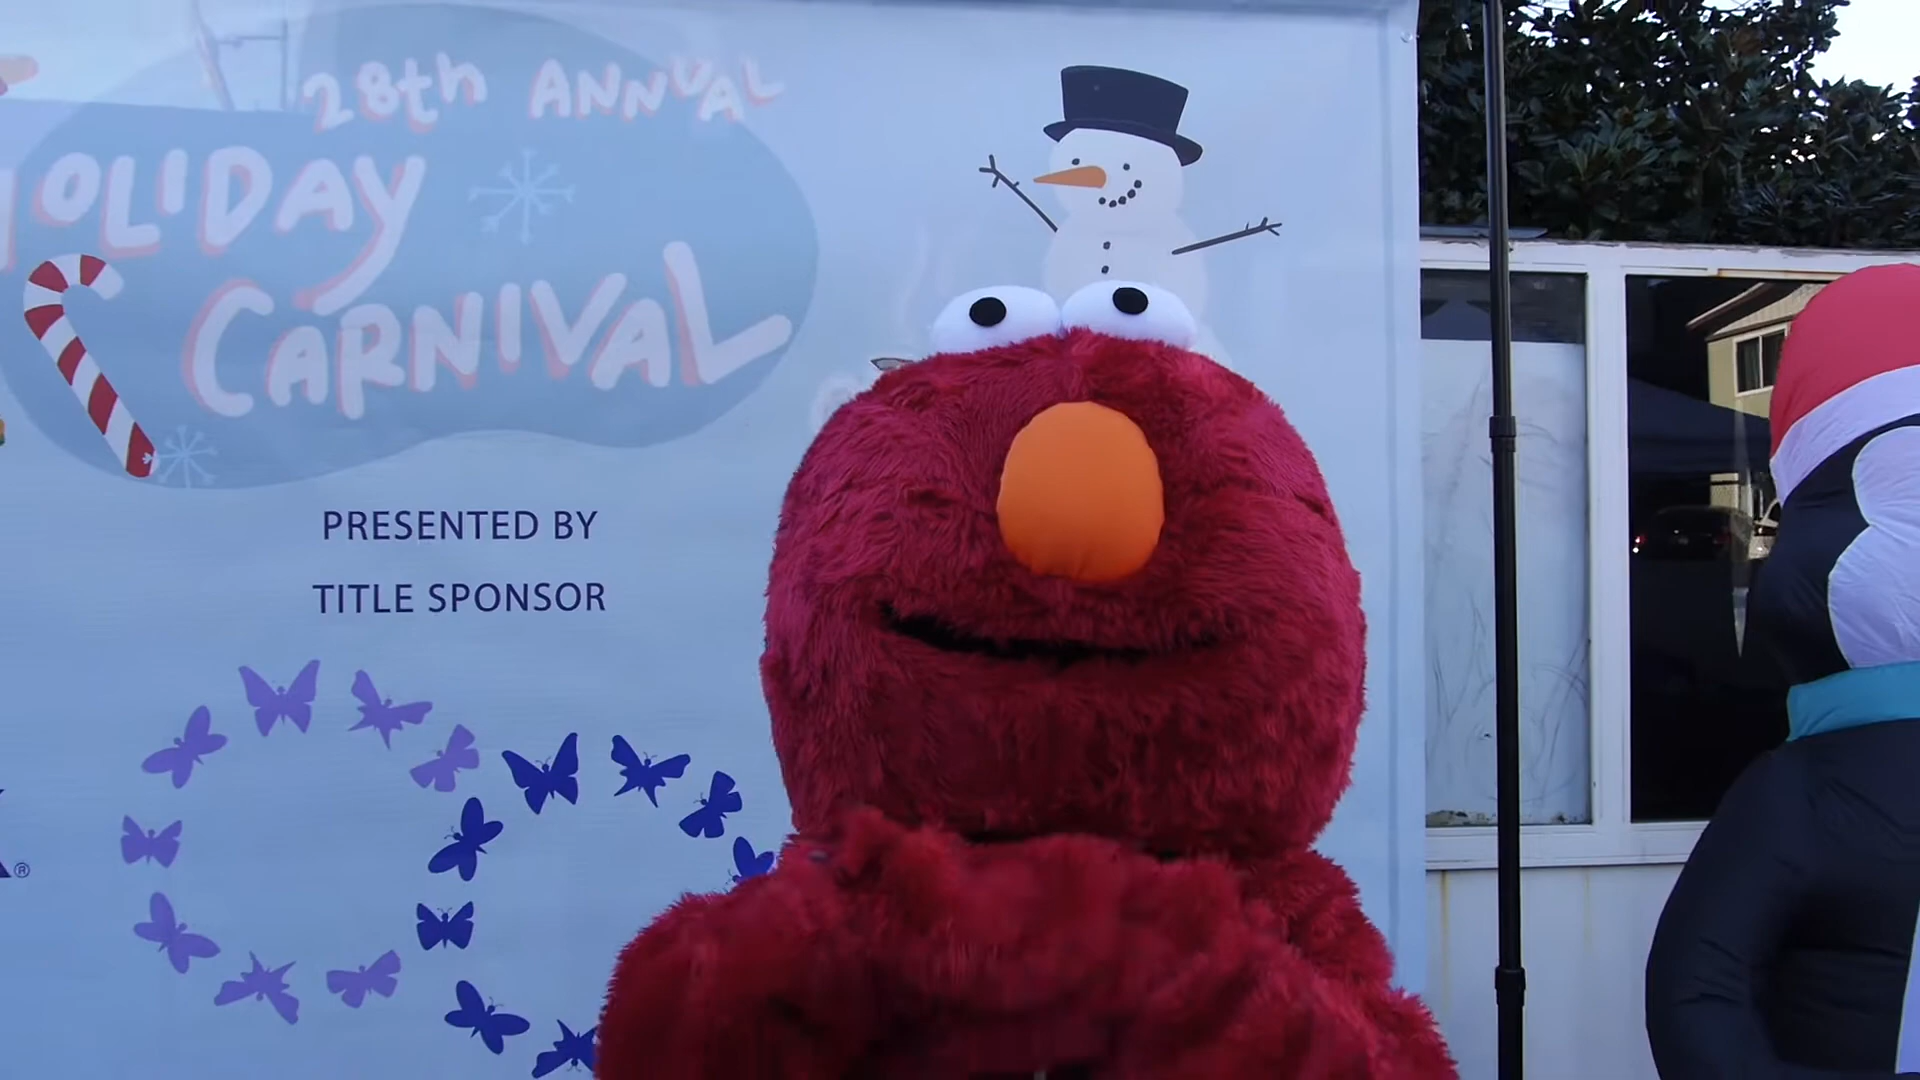 28th ANNUAL
HOLIDAY
CARNIVAL
PRESENTED BY
TITLE SPONSOR
®